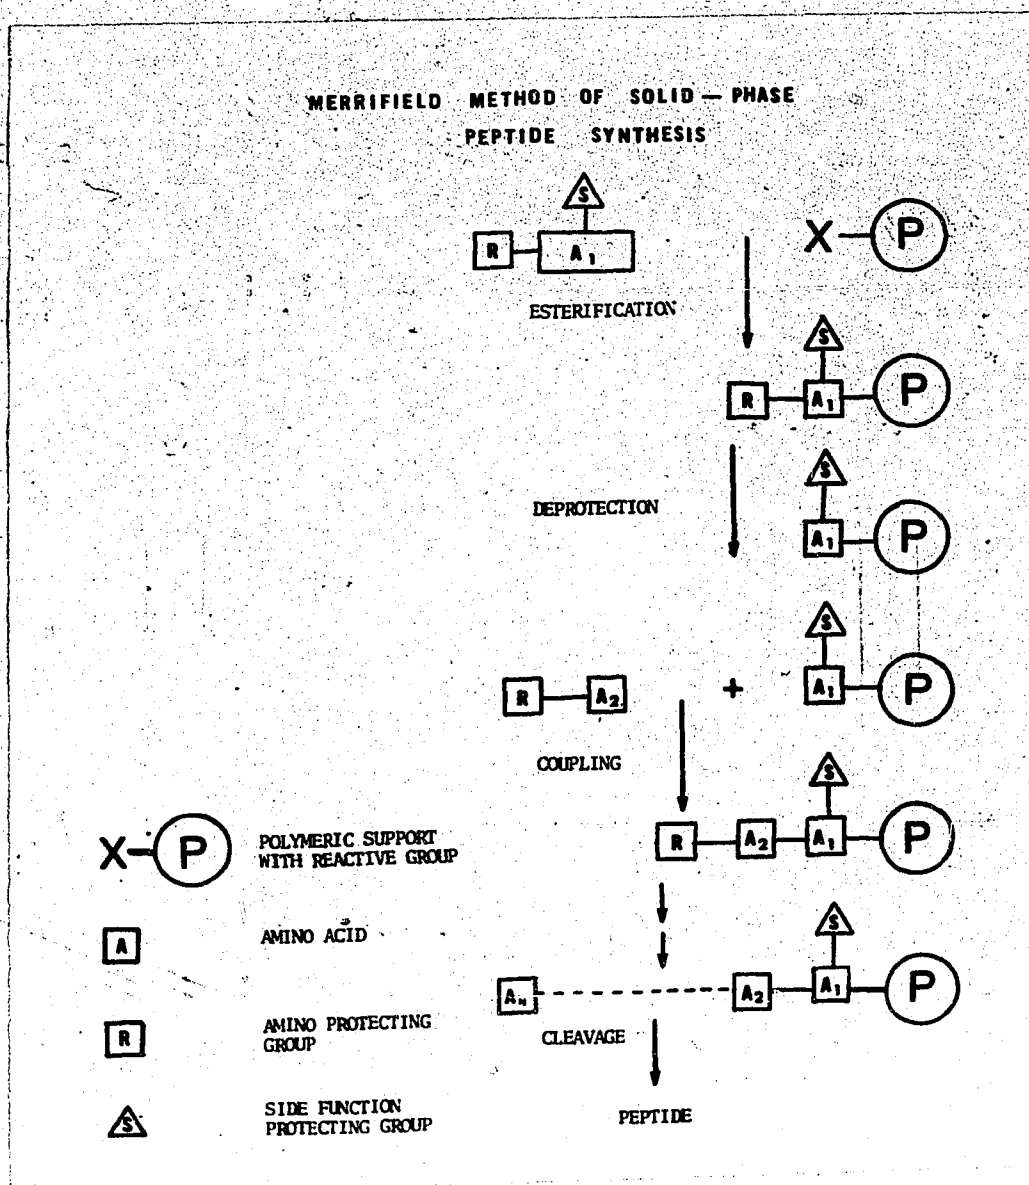 MERRIFIELD METHOD OF SOLID — PHASE
PEPTIDE SYNTHESIS
S
R A1 X P
ESTERIFICATION
S
R A1 P
S
DEPROTECTION
A1 P
S
R A2 + A1 P
COUPLING
S
R A2 A1 P
S
AN A2 A1 P
CLEAVAGE
PEPTIDE
X P POLYMERIC SUPPORT
WITH REACTIVE GROUP
A AMINO ACID
R AMINO PROTECTING
GROUP
S SIDE FUNCTION
PROTECTING GROUP